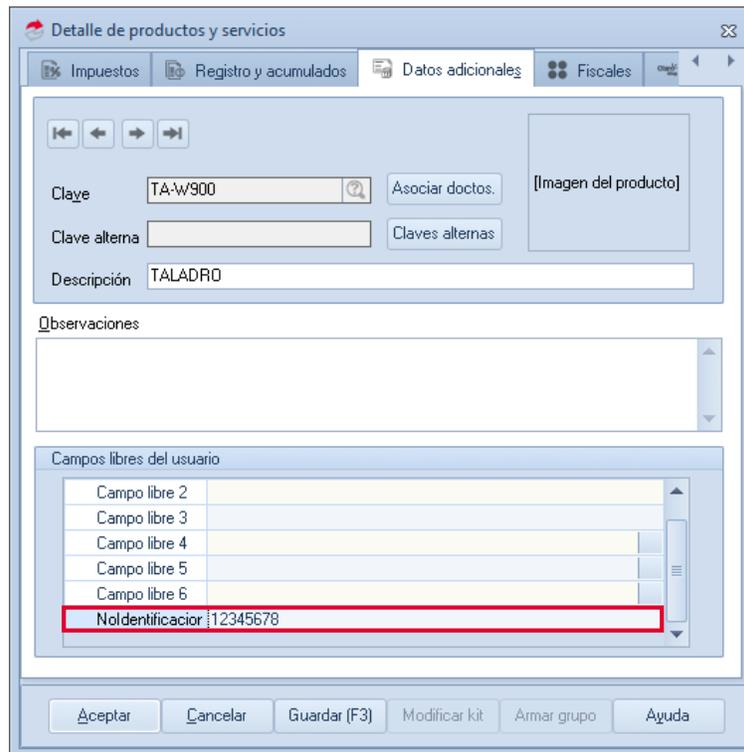 Detalle de productos y servicios
Impuestos Registro y acumulados Datos adicionales Fiscales
Clave TA-W900 Asociar doctos. [Imagen del producto]
Clave alterna Claves alternas
Descripción TALADRO
Observaciones
Campos libres del usuario
Campo libre 2
Campo libre 3
Campo libre 4
Campo libre 5
Campo libre 6
NoIdentificacior 12345678
Aceptar Cancelar Guardar (F3) Modificar kit Armar grupo Ayuda